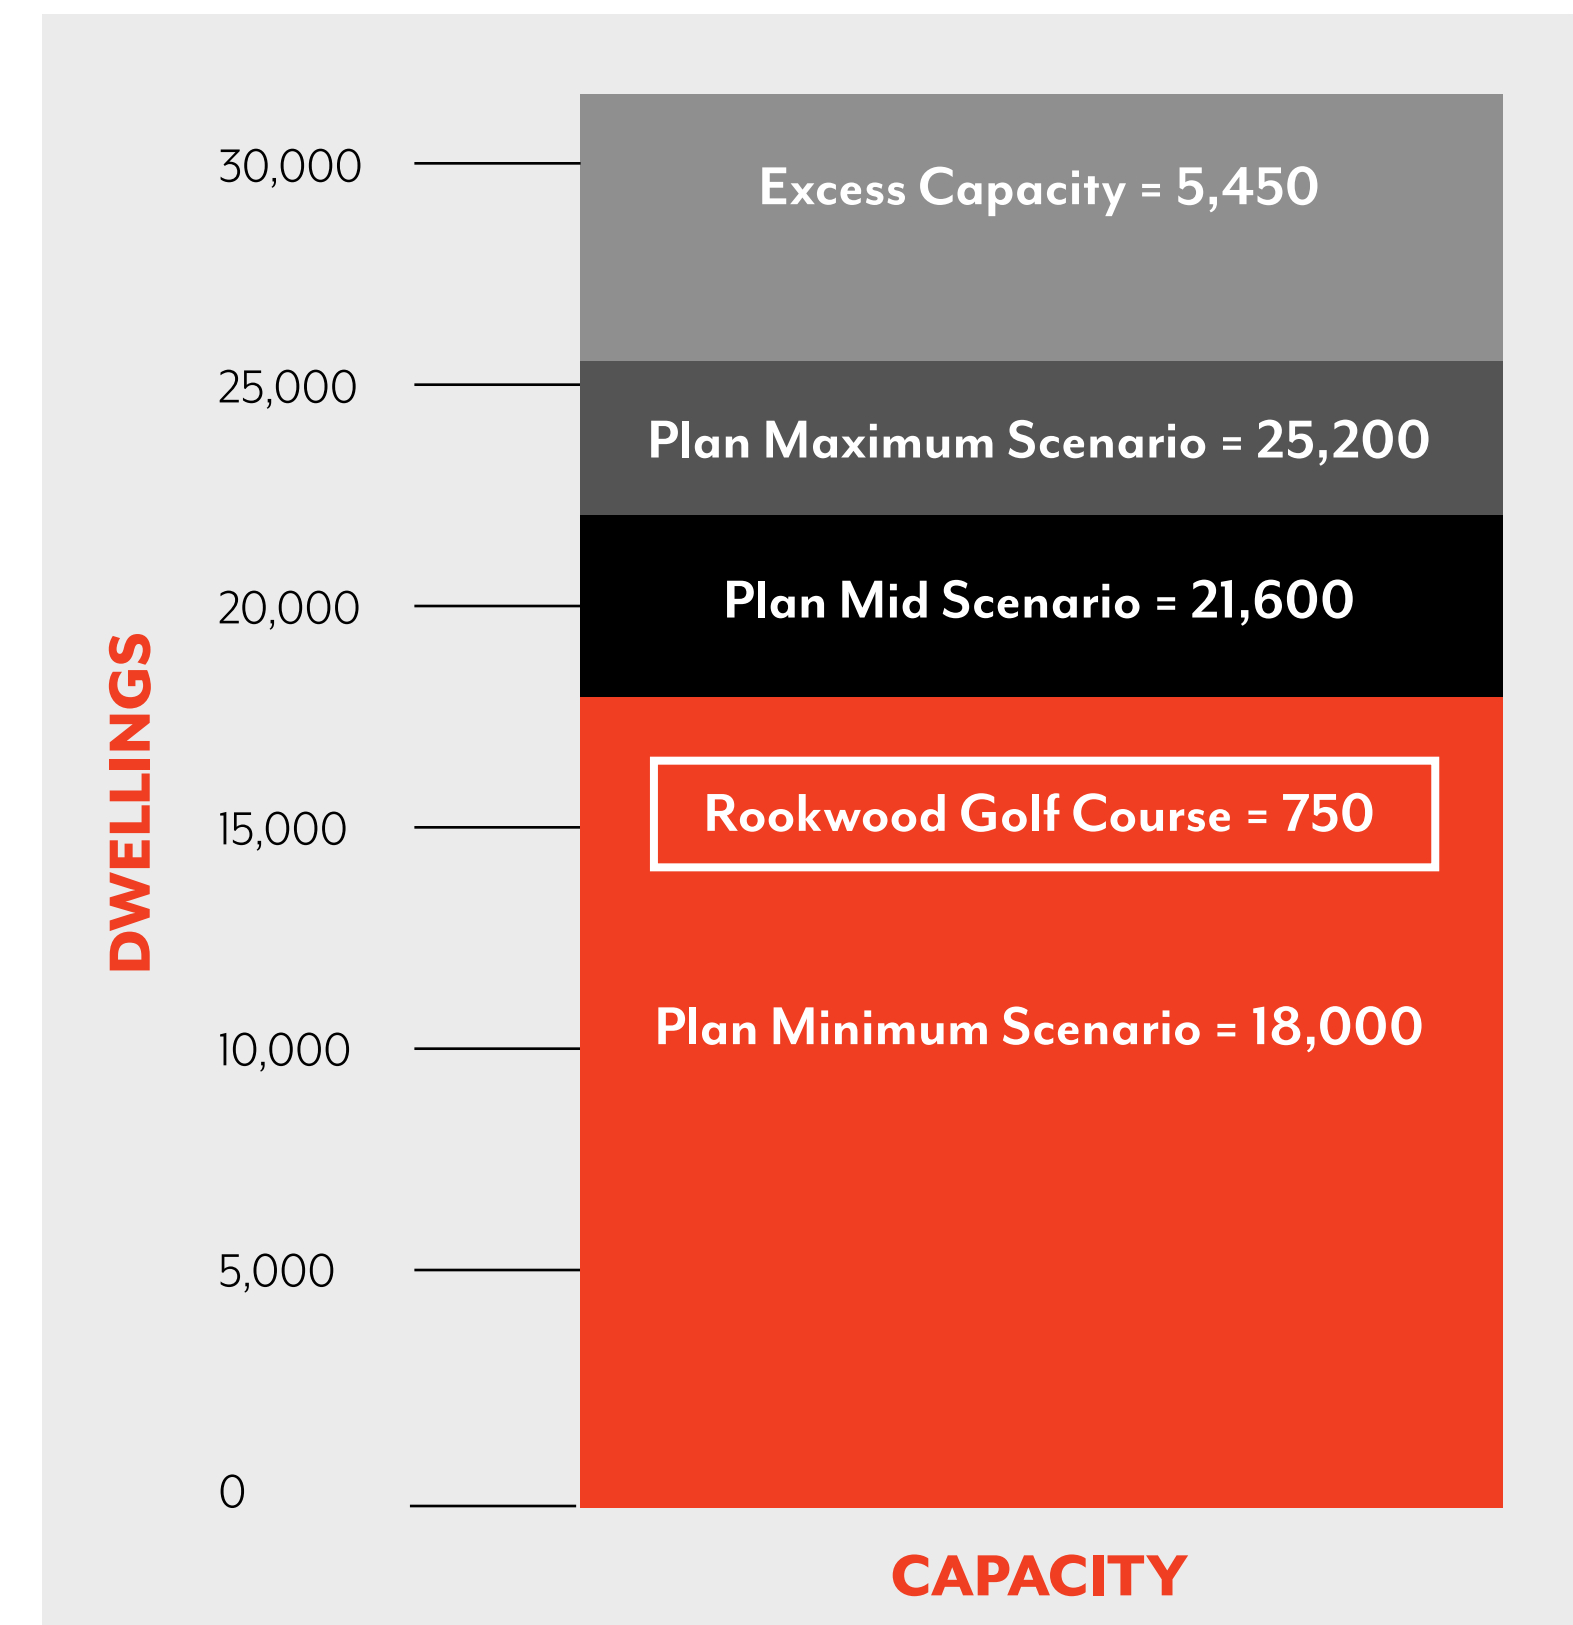 30,000
Excess Capacity = 5,450
25,000
Plan Maximum Scenario = 25,200
20,000
Plan Mid Scenario = 21,600
DWELLINGS
15,000
Rookwood Golf Course = 750
10,000
Plan Minimum Scenario = 18,000
5,000
0
CAPACITY